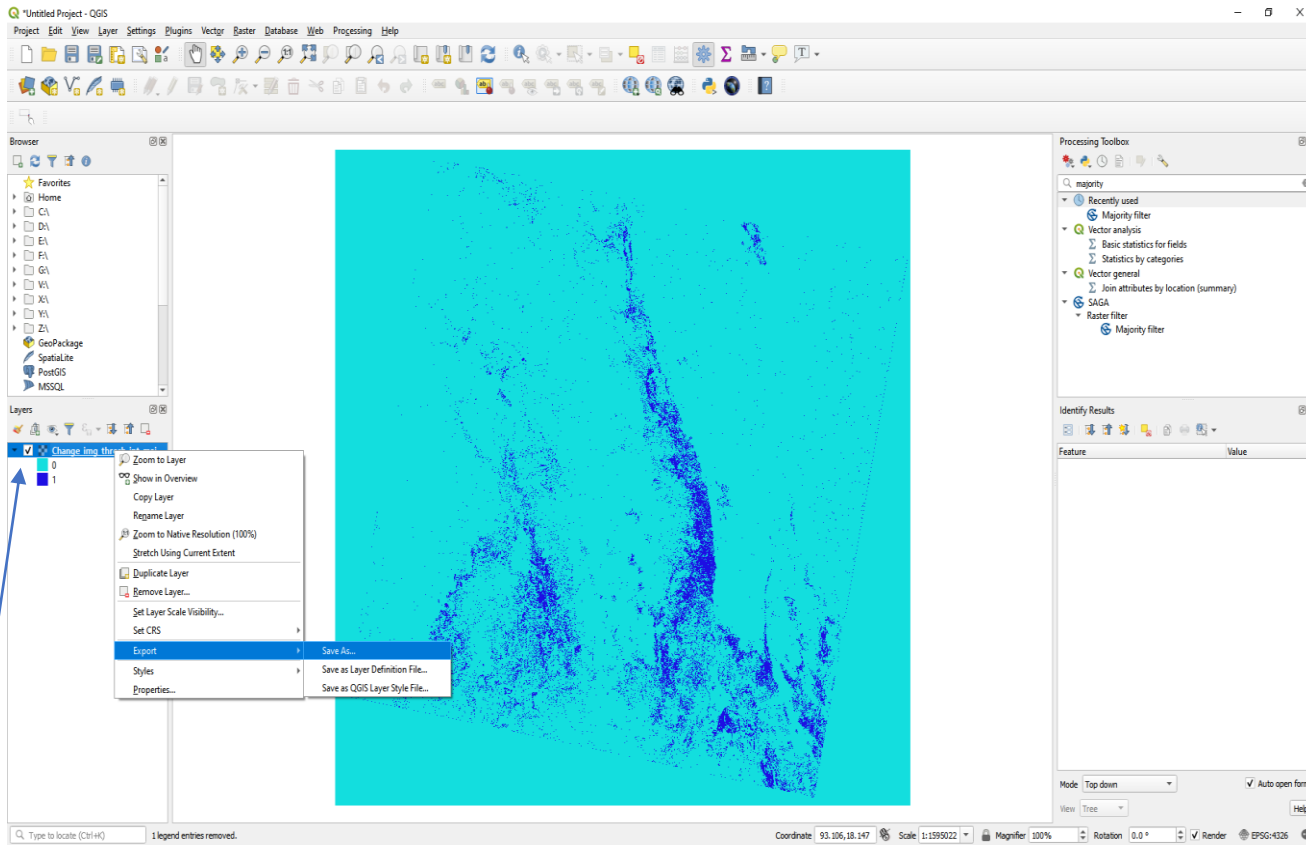 *Untitled Project - QGIS
Project Edit View Layer Settings Plugins Vector Raster Database Web Processing Help
Browser
Favorites
Home
C:\
D:\
E:\
F:\
G:\
V:\
X:\
Y:\
Z:\
GeoPackage
SpatiaLite
PostGIS
MSSQL
Layers
Change img thresh int
0
1
Zoom to Layer
Show in Overview
Copy Layer
Rename Layer
Zoom to Native Resolution (100%)
Stretch Using Current Extent
Duplicate Layer
Remove Layer...
Set Layer Scale Visibility...
Set CRS
Export
Styles
Properties...
Save As...
Save as Layer Definition File...
Save as QGIS Layer Style File...
Processing Toolbox
majority
Recently used
Majority filter
Vector analysis
Basic statistics for fields
Statistics by categories
Vector general
Join attributes by location (summary)
SAGA
Raster filter
Majority filter
Identify Results
Feature Value
Mode Top down Auto open form
View Tree Help
Type to locate (Ctrl+K) 1 legend entries removed. Coordinate 93.106,18.147 Scale 1:1595022 Magnifier 100% Rotation 0.0 ° Render EPSG:4326